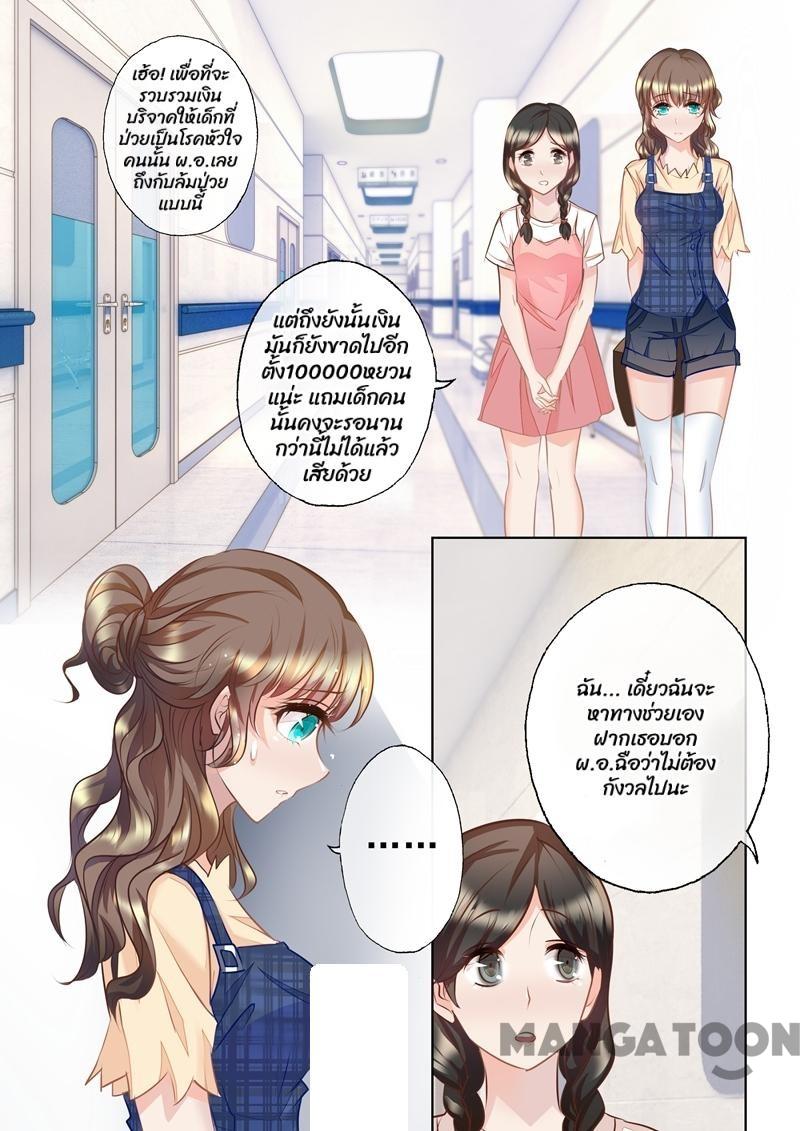 เฮ้อ! เพื่อที่จะ
รวบรวมเงิน
บริจาคให้เด็กที่
ป่วยเป็นโรคหัวใจ
คนนั้น ผ.อ.เลย
ถึงกับล้มป่วย
แบบนี้
แต่ถึงยังนั้นเงิน
มันก็ยังขาดไปอีก
ตั้ง100000หยวน
แน่ะ แถมเด็กคน
นั้นคงจะรอนาน
กว่านี้ไม่ได้แล้ว
เสียด้วย
ฉัน... เดี๋ยวฉันจะ
หาทางช่วยเอง
ฝากเธอบอก
ผ.อ.ฉือว่าไม่ต้อง
กังวลไปนะ
......
MANGATOON